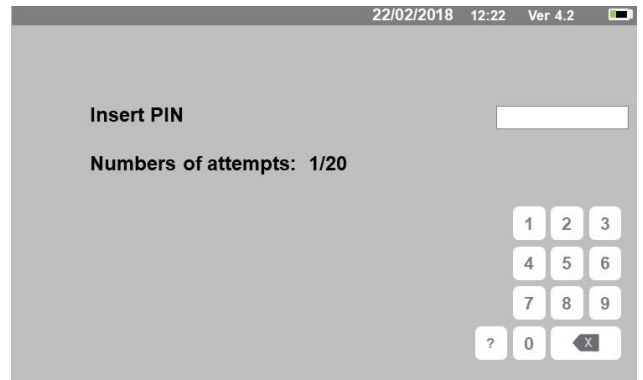 22/02/2018 12:22 Ver 4.2
Insert PIN
Numbers of attempts: 1/20
1 2 3
4 5 6
7 8 9
? 0 X